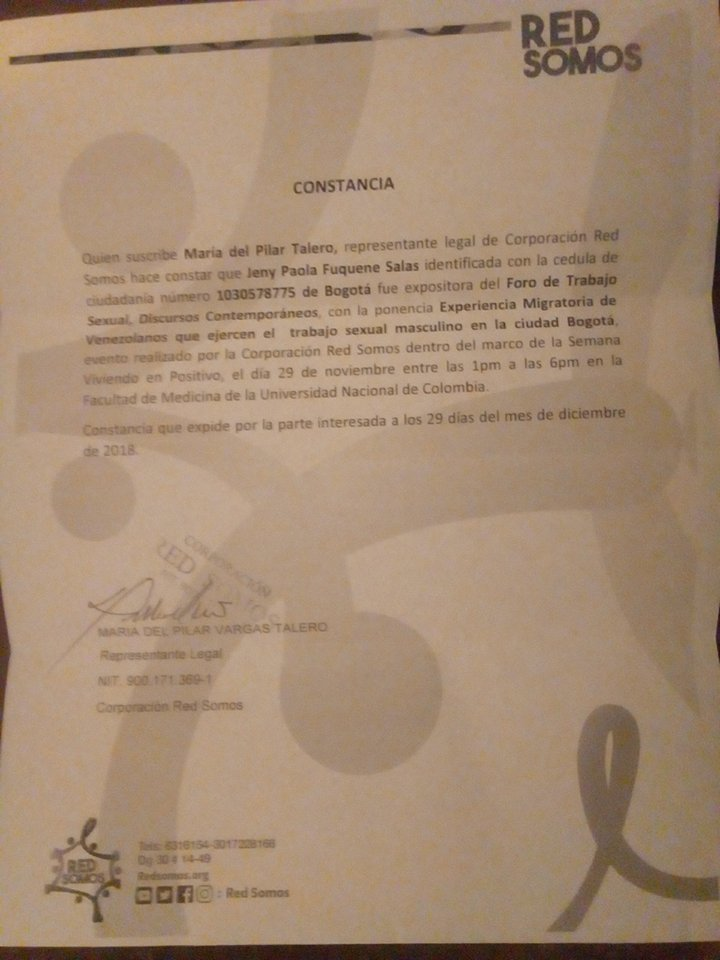 RED
SOMOS
CONSTANCIA
Quien suscribe María del Pilar Talero, representante legal de Corporación Red
Somos hace constar que Jeny Paola Fuquene Salas identificada con la cedula de
ciudadanía número 1030578775 de Bogotá fue expositora del Foro de Trabajo
Sexual, Discursos Contemporáneos, con la ponencia Experiencia Migratoria de
Venezolanos que ejercen el trabajo sexual masculino en la ciudad Bogotá,
evento realizado por la Corporación Red Somos dentro del marco de la Semana
Viviendo en Positivo, el día 29 de noviembre entre las 1pm a las 6pm en la
Facultad de Medicina de la Universidad Nacional de Colombia.
Constancia que expide por la parte interesada a los 29 días del mes de diciembre
de 2018.
CORPORACIÓN
RED
MARIA DEL PILAR VARGAS TALERO
Representante Legal
NIT. 900.171.369-1
Corporación Red Somos
RED
SOMOS
Tels: 6316154-3017228166
Dg 30 # 14-49
Redsomos.org
: Red Somos